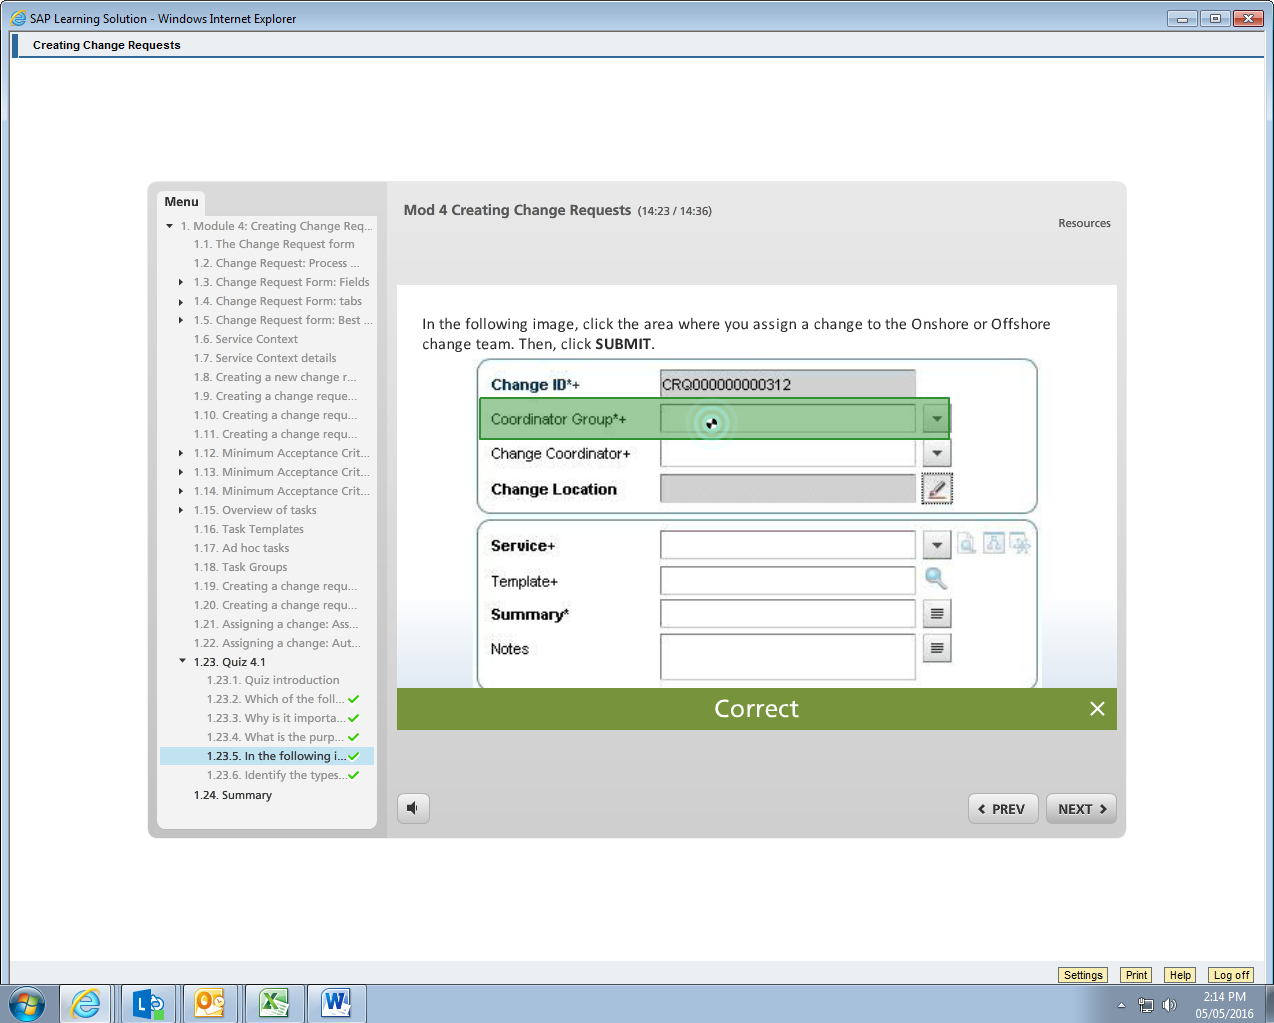 SAP Learning Solution - Windows Internet Explorer
Creating Change Requests
Menu
1. Module 4: Creating Change Req...
1.1. The Change Request form
1.2. Change Request: Process ...
1.3. Change Request Form: Fields
1.4. Change Request Form: tabs
1.5. Change Request form: Best ...
1.6. Service Context
1.7. Service Context details
1.8. Creating a new change r...
1.9. Creating a change reque...
1.10. Creating a change requ...
1.11. Creating a change requ...
1.12. Minimum Acceptance Crit...
1.13. Minimum Acceptance Crit...
1.14. Minimum Acceptance Crit...
1.15. Overview of tasks
1.16. Task Templates
1.17. Ad hoc tasks
1.18. Task Groups
1.19. Creating a change requ...
1.20. Creating a change requ...
1.21. Assigning a change: Ass...
1.22. Assigning a change: Aut...
1.23. Quiz 4.1
1.23.1. Quiz introduction
1.23.2. Which of the foll...
1.23.3. Why is it importa...
1.23.4. What is the purp...
1.23.5. In the following i...
1.23.6. Identify the types...
1.24. Summary
Mod 4 Creating Change Requests (14:23 / 14:36)
Resources
In the following image, click the area where you assign a change to the Onshore or Offshore
change team. Then, click SUBMIT.
Change ID*+ CRQ000000000312
Coordinator Group*+
Change Coordinator+
Change Location
Service+
Template+
Summary*
Notes
Correct
PREV NEXT
Settings Print Help Log off
2:14 PM
05/05/2016